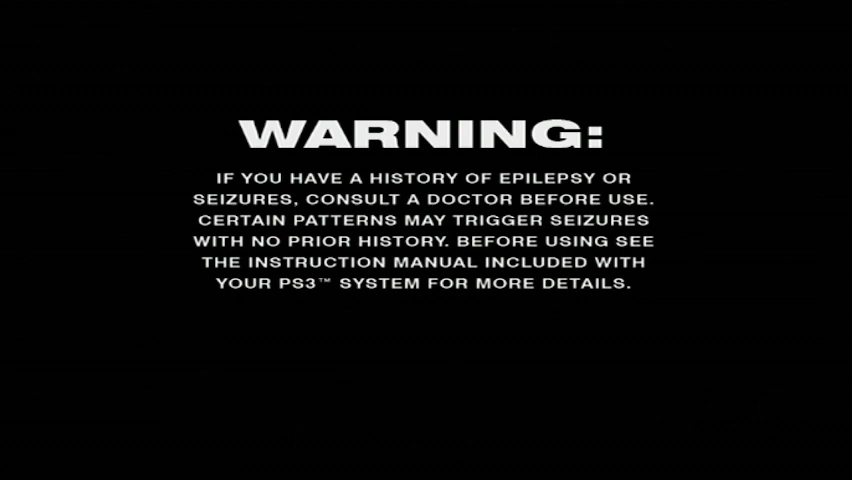 WARNING:
IF YOU HAVE A HISTORY OF EPILEPSY OR
SEIZURES, CONSULT A DOCTOR BEFORE USE.
CERTAIN PATTERNS MAY TRIGGER SEIZURES
WITH NO PRIOR HISTORY. BEFORE USING SEE
THE INSTRUCTION MANUAL INCLUDED WITH
YOUR PS3™ SYSTEM FOR MORE DETAILS.